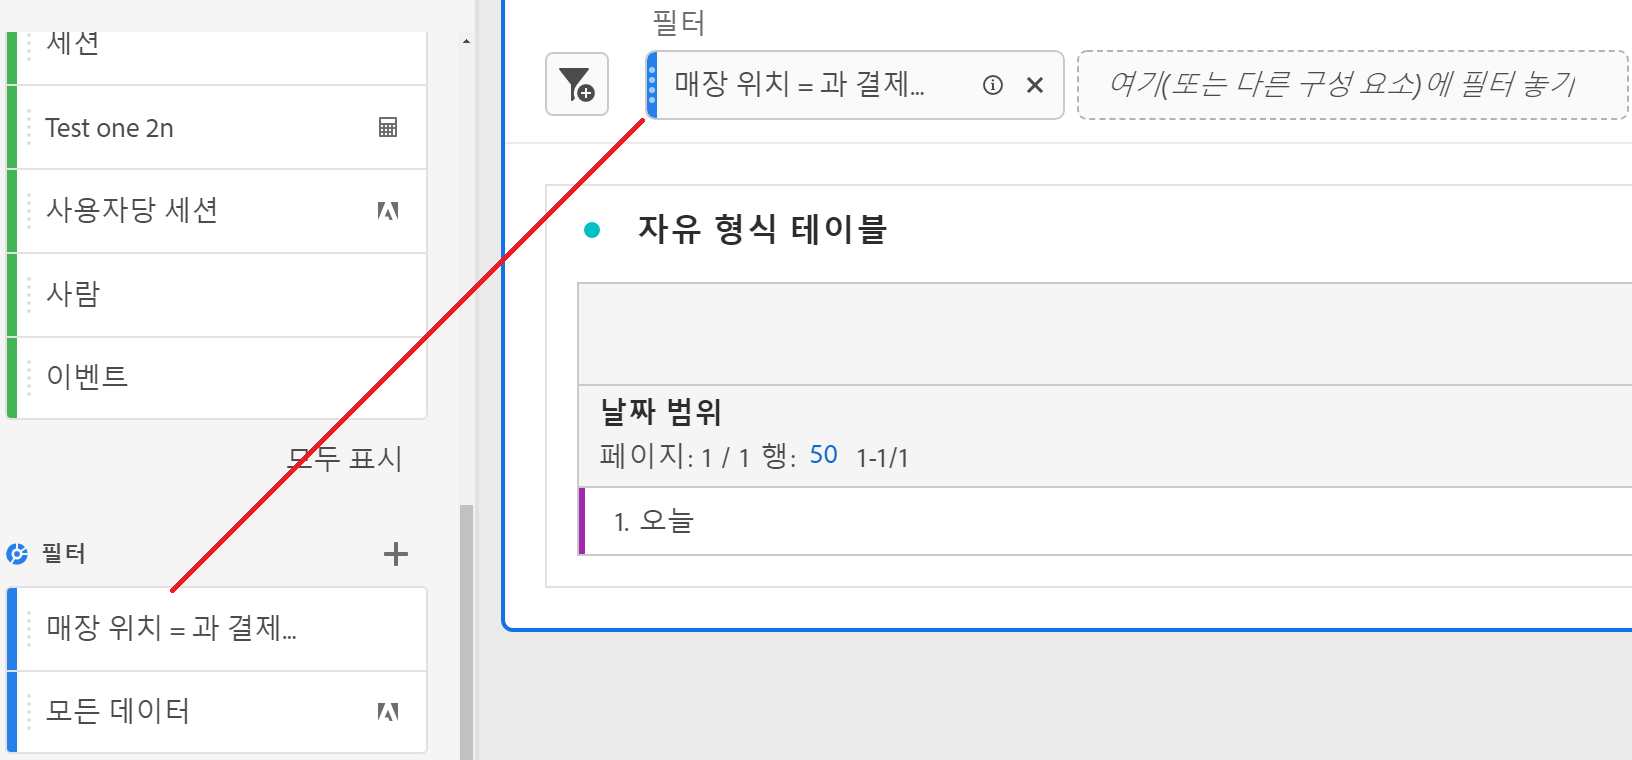 세션
Test one 2n
사용자당 세션
사람
이벤트
모두 표시
필터
매장 위치 = 과 결제...
모든 데이터
필터
매장 위치 = 과 결제...
여기(또는 다른 구성 요소)에 필터 놓기
자유 형식 테이블
날짜 범위
페이지: 1 / 1 행: 50 1-1/1
1. 오늘